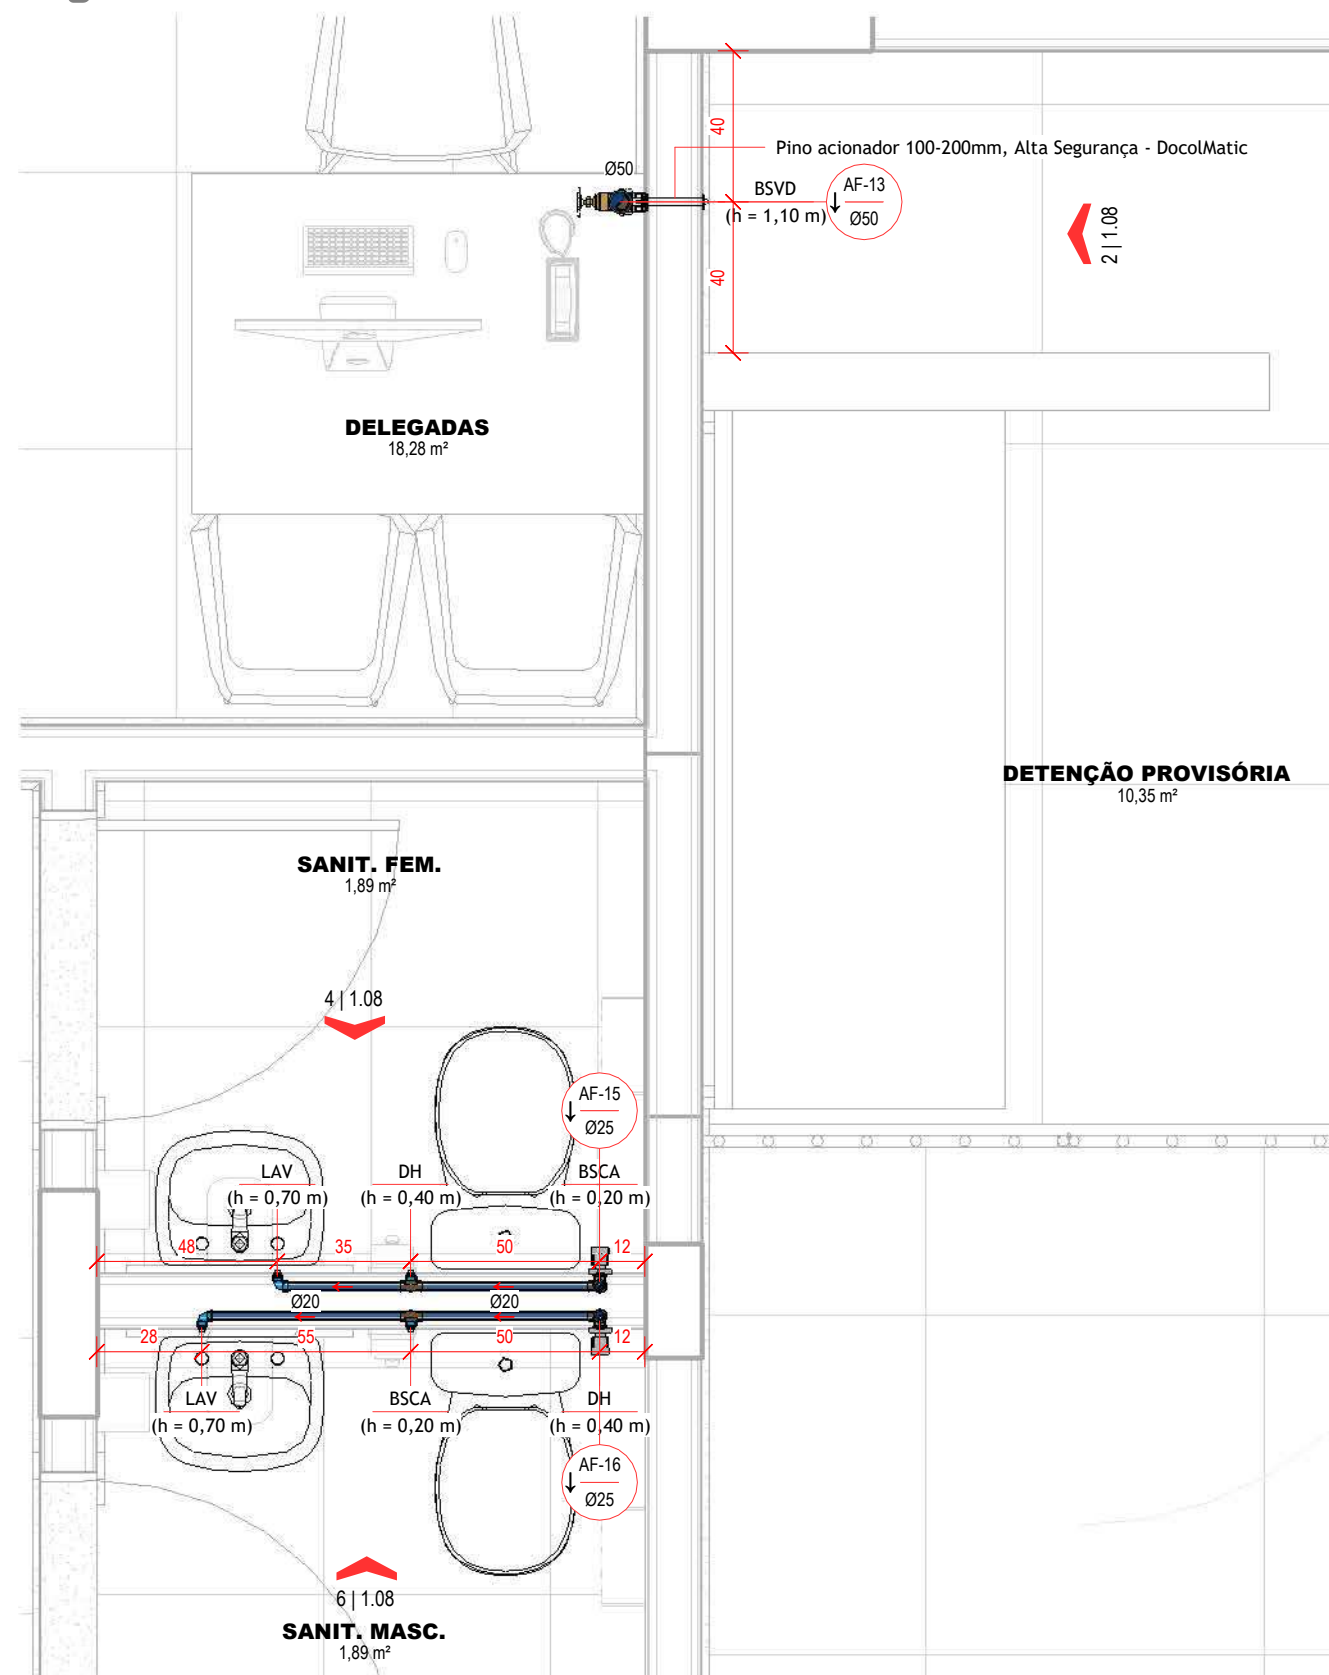 40
Pino acionador 100-200mm, Alta Segurança - DocolMatic
Ø50
BSVD
(h = 1,10 m)
AF-13
Ø50
2 | 1.08
40
DELEGADAS
18,28 m²
DETENÇÃO PROVISÓRIA
10,35 m²
SANIT. FEM.
1,89 m²
4 | 1.08
AF-15
Ø25
LAV
(h = 0,70 m)
DH
(h = 0,40 m)
BSCA
(h = 0,20 m)
48
35
50
12
Ø20
Ø20
28
55
50
12
LAV
(h = 0,70 m)
BSCA
(h = 0,20 m)
DH
(h = 0,40 m)
AF-16
Ø25
6 | 1.08
SANIT. MASC.
1,89 m²